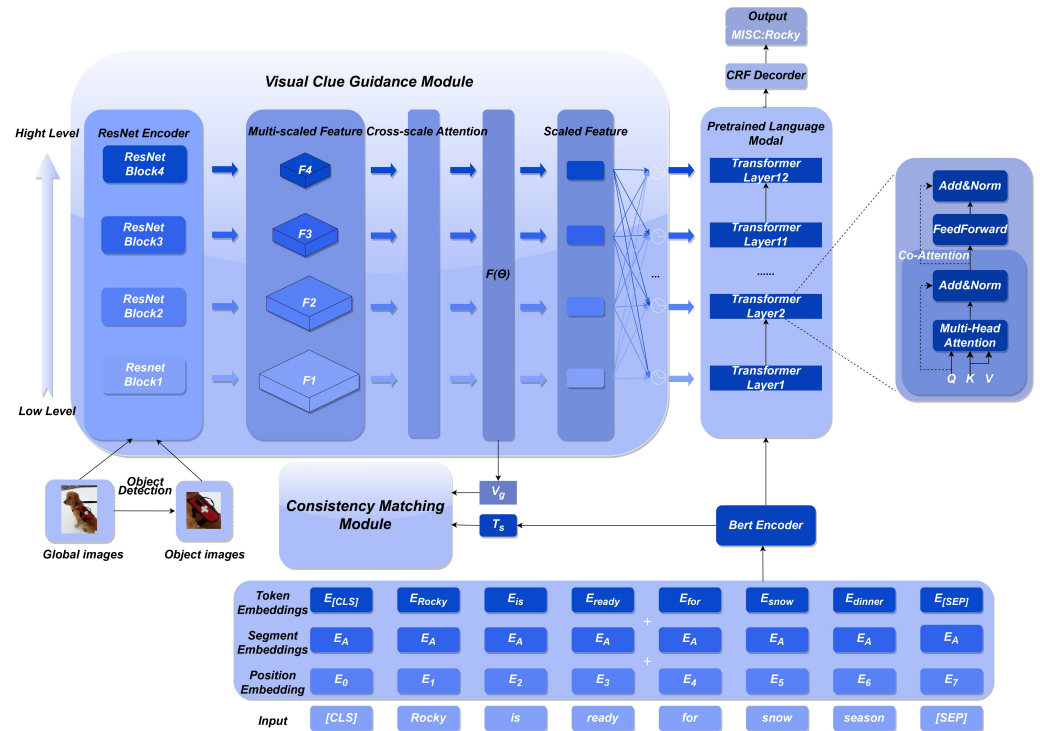 Output
MISC:Rocky
CRF Decorder
Visual Clue Guidance Module
Hight Level
Low Level
ResNet Encoder
ResNet
Block4
ResNet
Block3
ResNet
Block2
Resnet
Block1
Multi-scaled Feature
F4
F3
F2
F1
Cross-scale Attention
F(Θ)
Scaled Feature
...
Pretrained Language
Modal
Transformer
Layer12
Transformer
Layer11
......
Transformer
Layer2
Transformer
Layer1
Add&Norm
FeedForward
Co-Attention
Add&Norm
Multi-Head
Attention
Q K V
Object
Detection
Global images
Object images
Consistency Matching
Module
Vg
Ts
Bert Encoder
Token
Embeddings
E[CLS] ERocky Eis Eready Efor Esnow Edinner E[SEP]
+
Segment
Embeddings
EA EA EA EA EA EA EA EA
+
Position
Embedding
E0 E1 E2 E3 E4 E5 E6 E7
Input
[CLS] Rocky is ready for snow season [SEP]